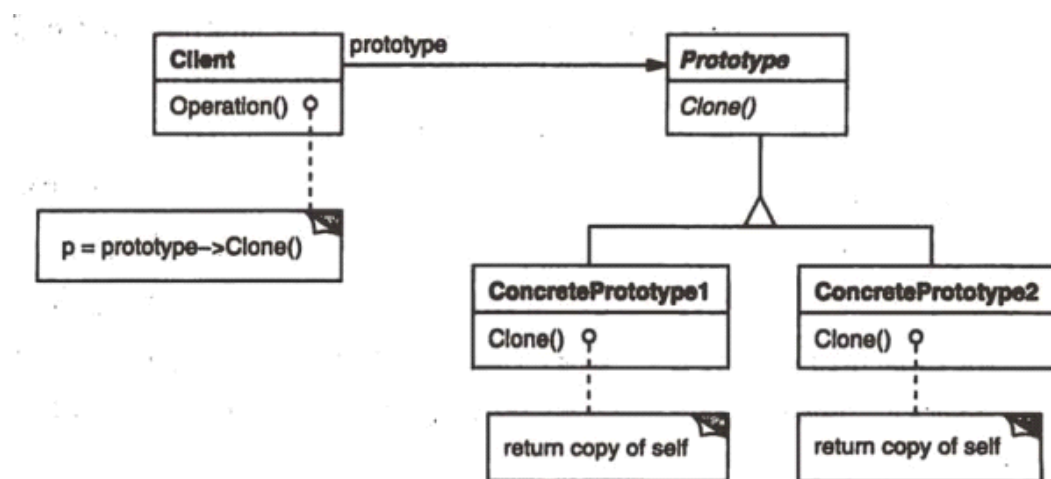 prototype
Client
Prototype
Operation()
Clone()
p = prototype->Clone()
ConcretePrototype1
ConcretePrototype2
Clone()
Clone()
return copy of self
return copy of self